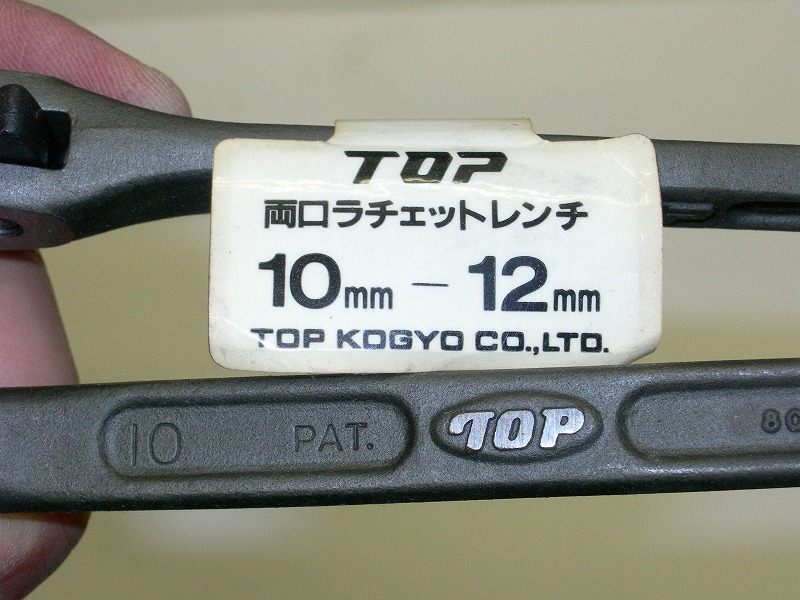 TOP
両口ラチェットレンチ
10mm － 12mm
TOP KOGYO CO.,LTD.
10 PAT. TOP